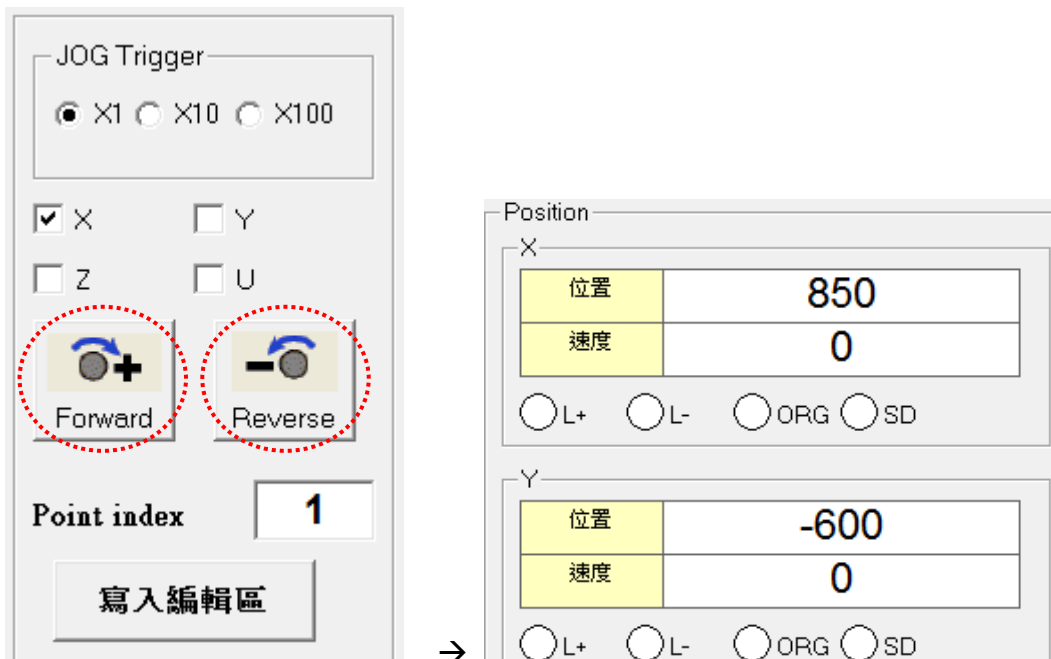 JOG Trigger
X1 X10 X100
X Y
Z U
Forward Reverse
Point index 1
寫入編輯區
→
Position
X
位置 850
速度 0
L+ L- ORG SD
Y
位置 -600
速度 0
L+ L- ORG SD